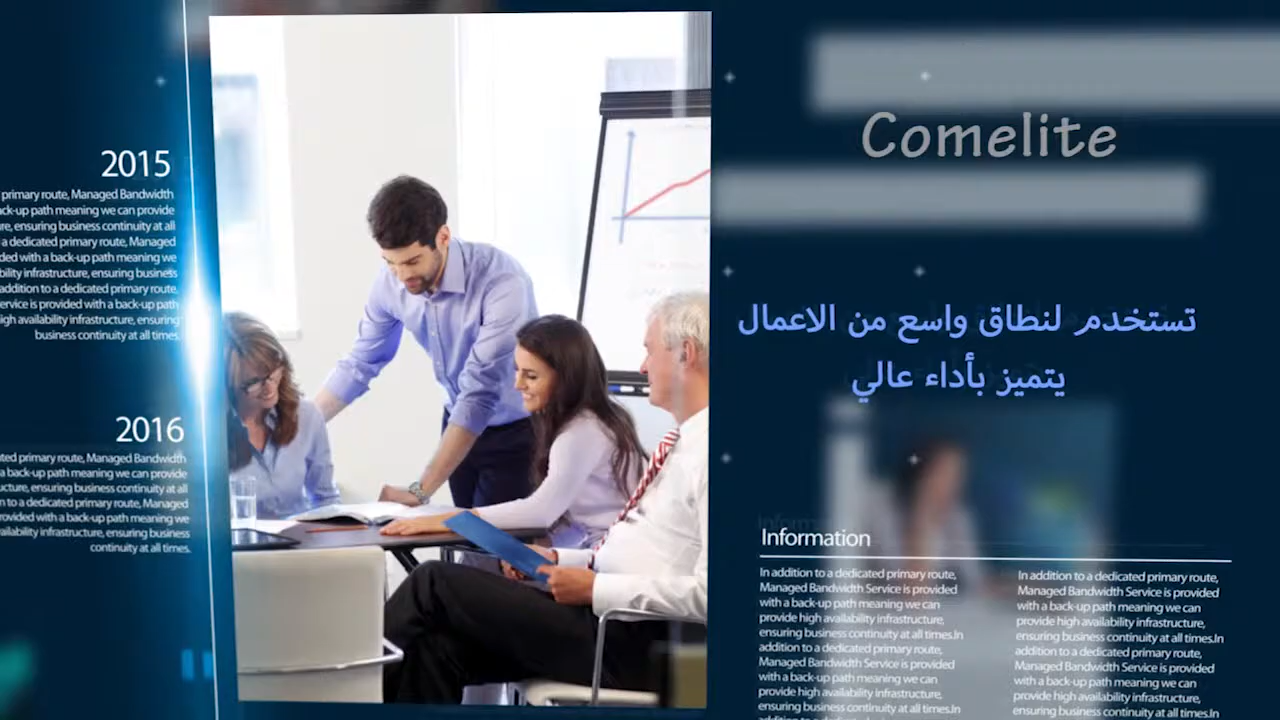 2015
primary route, Managed Bandwidth
ack-up path meaning we can provide
re, ensuring business continuity at all
a dedicated primary route, Managed
ded with a back-up path meaning we
bility infrastructure, ensuring business
addition to a dedicated primary route,
ervice is provided with a back-up path
igh availability infrastructure, ensuring
business continuity at all times.
2016
ted primary route, Managed Bandwidth
a back-up path meaning we can provide
ucture, ensuring business continuity at all
n to a dedicated primary route, Managed
rovided with a back-up path meaning we
ailability infrastructure, ensuring business
continuity at all times.
Comelite
تستخدم لنطاق واسع من الاعمال
يتميز بأداء عالي
Information
In addition to a dedicated primary route,
Managed Bandwidth Service is provided
with a back-up path meaning we can
provide high availability infrastructure,
ensuring business continuity at all times.In
addition to a dedicated primary route,
Managed Bandwidth Service is provided
with a back-up path meaning we can
provide high availability infrastructure,
ensuring business continuity at all times.In
In addition to a dedicated primary route,
Managed Bandwidth Service is provided
with a back-up path meaning we can
provide high availability infrastructure,
ensuring business continuity at all times.In
addition to a dedicated primary route,
Managed Bandwidth Service is provided
with a back-up path meaning we can
provide high availability infrastructure,
ensuring business continuity at all times.In